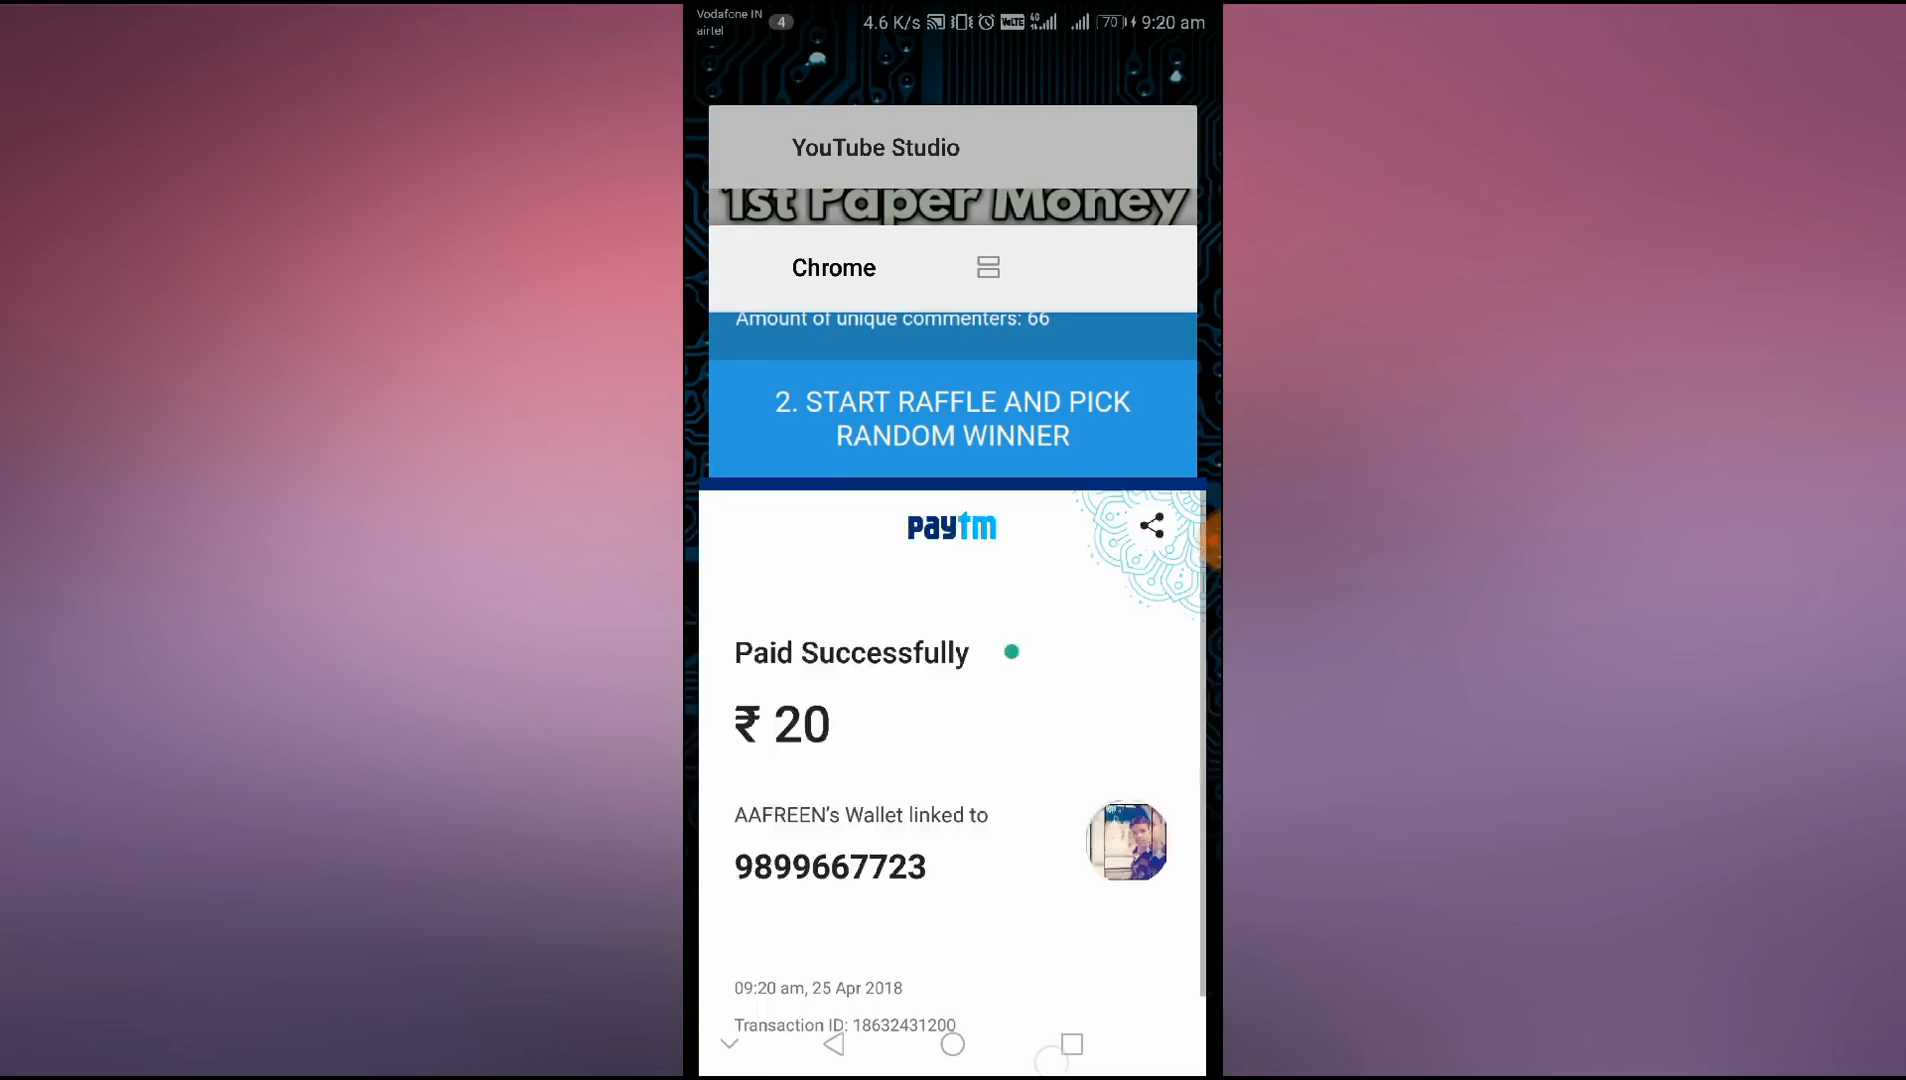 Vodafone IN
airtel
4
4.6 K/s
VoLTE
4G
70
9:20 am
YouTube Studio
1st Paper Money
Chrome
Amount of unique commenters: 66
2. START RAFFLE AND PICK
RANDOM WINNER
paytm
Paid Successfully
₹ 20
AAFREEN's Wallet linked to
9899667723
09:20 am, 25 Apr 2018
Transaction ID: 18632431200